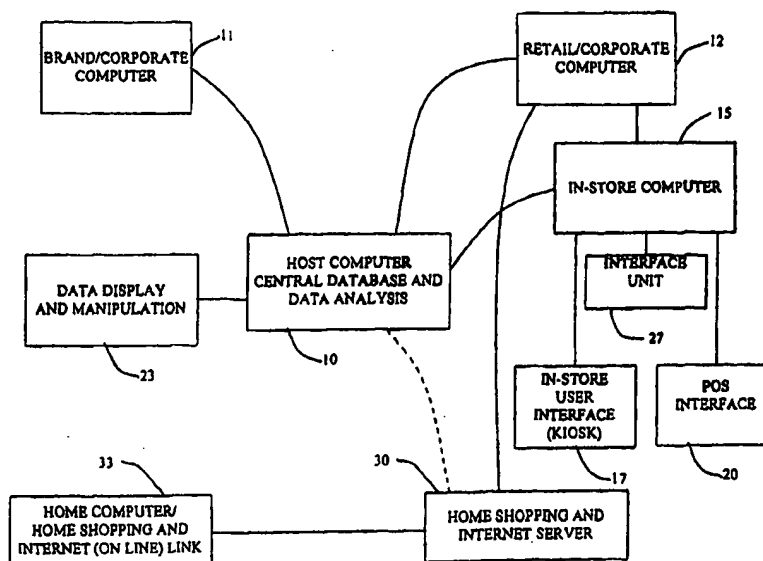 11
BRAND/CORPORATE
COMPUTER
RETAIL/CORPORATE
COMPUTER
12
15
IN-STORE COMPUTER
HOST COMPUTER
CENTRAL DATABASE AND
DATA ANALYSIS
10
INTERFACE
UNIT
27
DATA DISPLAY
AND MANIPULATION
23
IN-STORE
USER
INTERFACE
(KIOSK)
17
POS
INTERFACE
20
33
HOME COMPUTER/
HOME SHOPPING AND
INTERNET (ON LINE) LINK
30
HOME SHOPPING AND
INTERNET SERVER